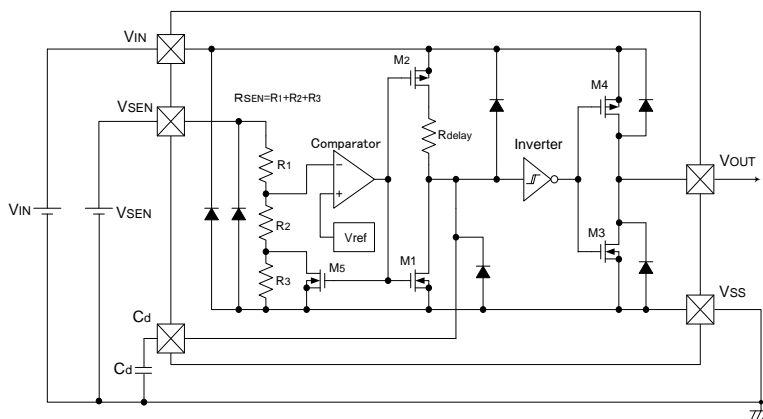 VIN
M2
M4
RSEN=R1+R2+R3
VSEN
Comparator
Rdelay
Inverter
R1
−
+
VOUT
VIN
VSEN
R2
Vref
M3
M5
M1
R3
VSS
Cd
Cd